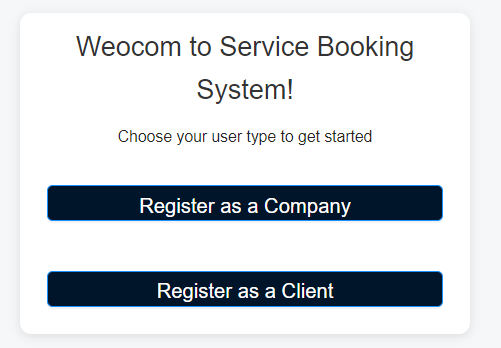 Weocom to Service Booking
System!
Choose your user type to get started
Register as a Company
Register as a Client